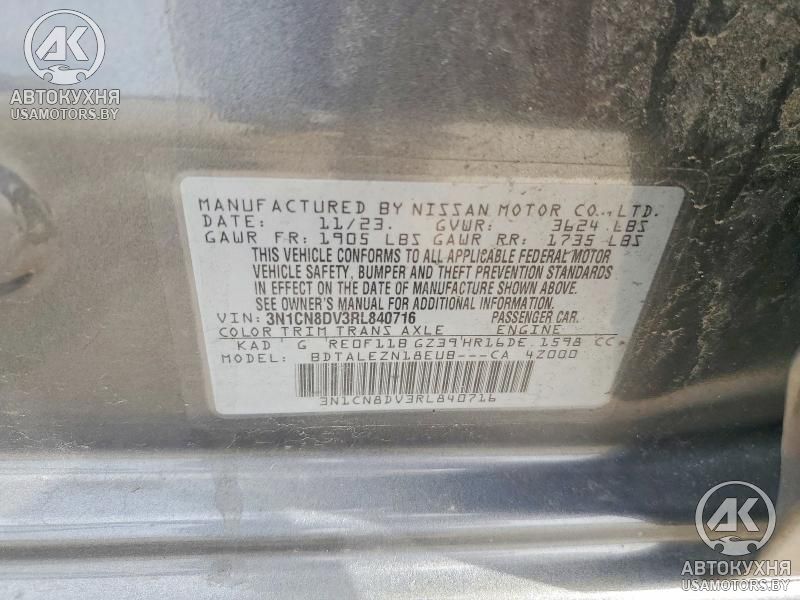 АК
АВТОКУХНЯ
USAMOTORS.BY
MANUFACTURED BY NISSAN MOTOR CO., LTD.
DATE: 11/23. GVWR: 3624 LBS
GAWR FR: 1905 LBS GAWR RR: 1735 LBS
THIS VEHICLE CONFORMS TO ALL APPLICABLE FEDERAL MOTOR
VEHICLE SAFETY, BUMPER AND THEFT PREVENTION STANDARDS
IN EFFECT ON THE DATE OF MANUFACTURE SHOWN ABOVE.
SEE OWNER'S MANUAL FOR ADDITIONAL INFORMATION.
VIN: 3N1CN8DV3RL840716 PASSENGER CAR.
COLOR TRIM TRANS AXLE ENGINE
KAD G RE0F11B GZ39 HR16DE 1598 CC
MODEL: BDTALEZN18EUB---CA 4Z000
3N1CN8DV3RL840716
АК
АВТОКУХНЯ
USAMOTORS.BY